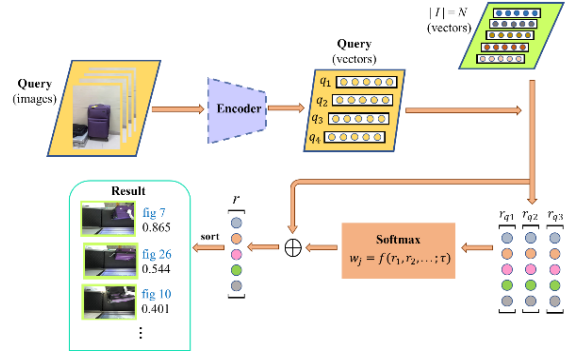 Query
(images)
Encoder
Query
(vectors)
q1
q2
q3
q4
| I | = N
(vectors)
Result
fig 7
0.865
fig 26
0.544
fig 10
0.401
⋮
sort
r
Softmax
wj = f(r1, r2, ...; τ)
rq1 rq2 rq3